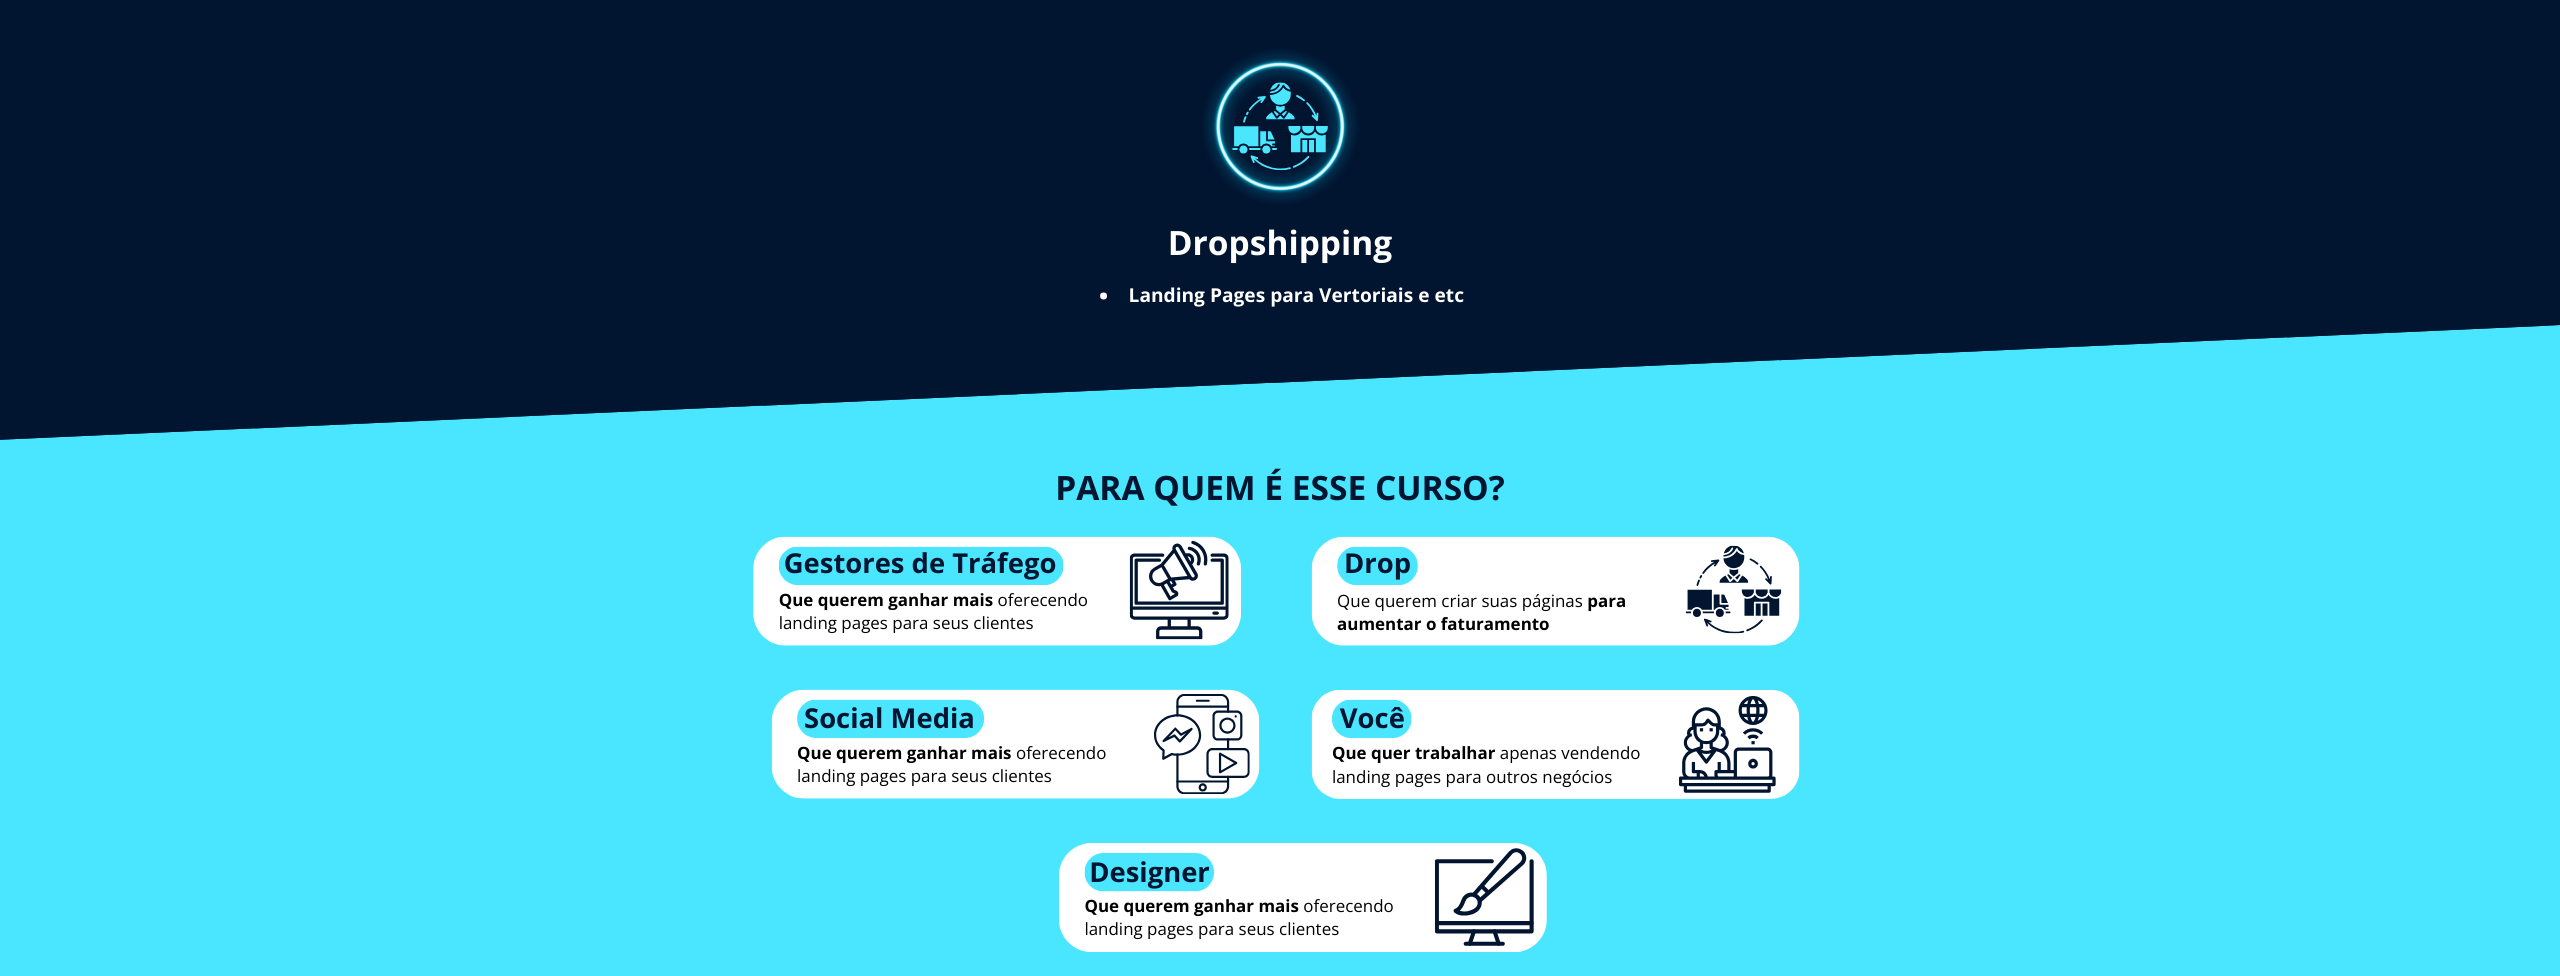 Dropshipping
• Landing Pages para Vertoriais e etc
PARA QUEM É ESSE CURSO?
Gestores de Tráfego
Que querem ganhar mais oferecendo
landing pages para seus clientes
Drop
Que querem criar suas páginas para
aumentar o faturamento
Social Media
Que querem ganhar mais oferecendo
landing pages para seus clientes
Você
Que quer trabalhar apenas vendendo
landing pages para outros negócios
Designer
Que querem ganhar mais oferecendo
landing pages para seus clientes